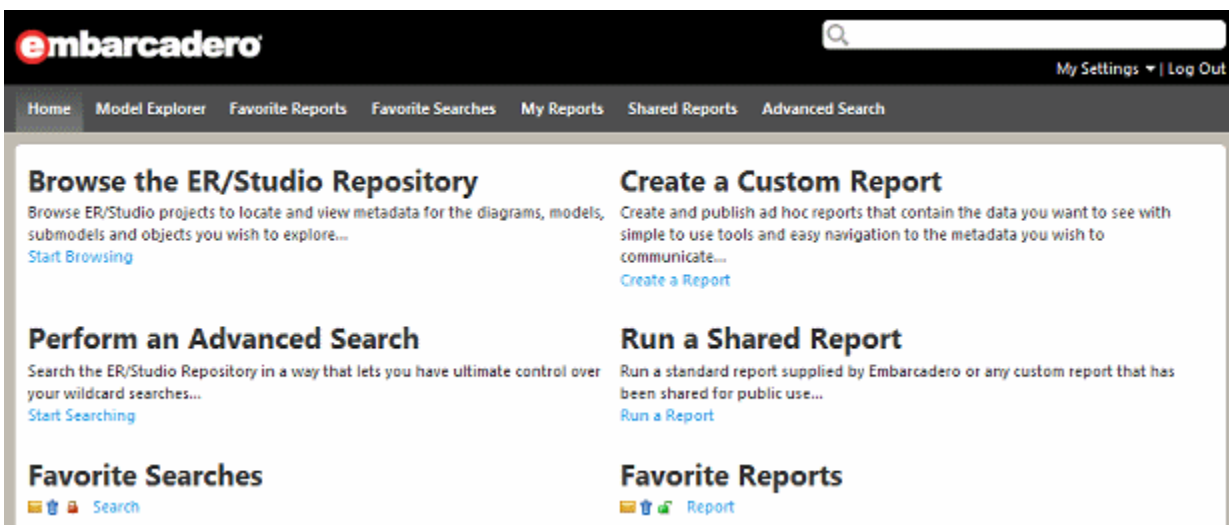 embarcadero
My Settings | Log Out
Home Model Explorer Favorite Reports Favorite Searches My Reports Shared Reports Advanced Search
Browse the ER/Studio Repository
Browse ER/Studio projects to locate and view metadata for the diagrams, models,
submodels and objects you wish to explore...
Start Browsing
Create a Custom Report
Create and publish ad hoc reports that contain the data you want to see with
simple to use tools and easy navigation to the metadata you wish to
communicate...
Create a Report
Perform an Advanced Search
Search the ER/Studio Repository in a way that lets you have ultimate control over
your wildcard searches...
Start Searching
Run a Shared Report
Run a standard report supplied by Embarcadero or any custom report that has
been shared for public use...
Run a Report
Favorite Searches
Search
Favorite Reports
Report